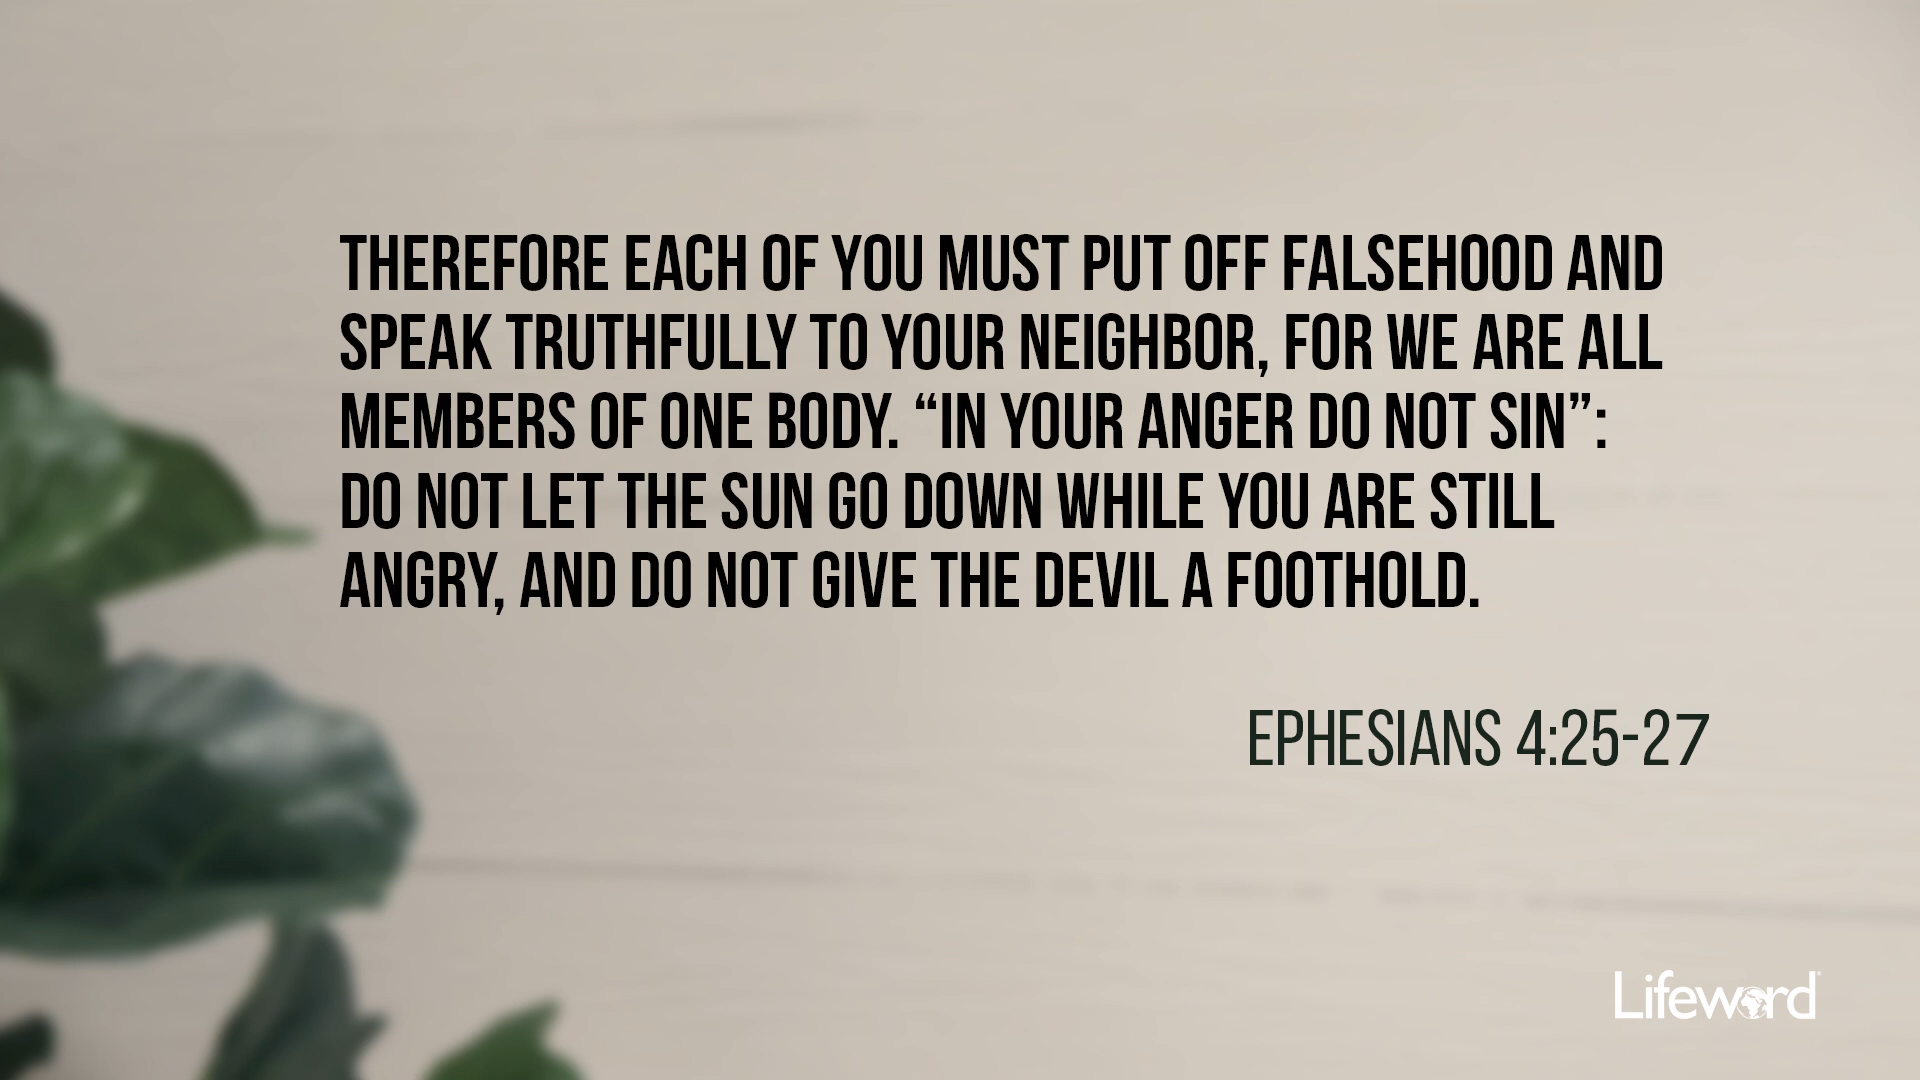 THEREFORE EACH OF YOU MUST PUT OFF FALSEHOOD AND
SPEAK TRUTHFULLY TO YOUR NEIGHBOR, FOR WE ARE ALL
MEMBERS OF ONE BODY. “IN YOUR ANGER DO NOT SIN”:
DO NOT LET THE SUN GO DOWN WHILE YOU ARE STILL
ANGRY, AND DO NOT GIVE THE DEVIL A FOOTHOLD.
EPHESIANS 4:25-27
Lifeword